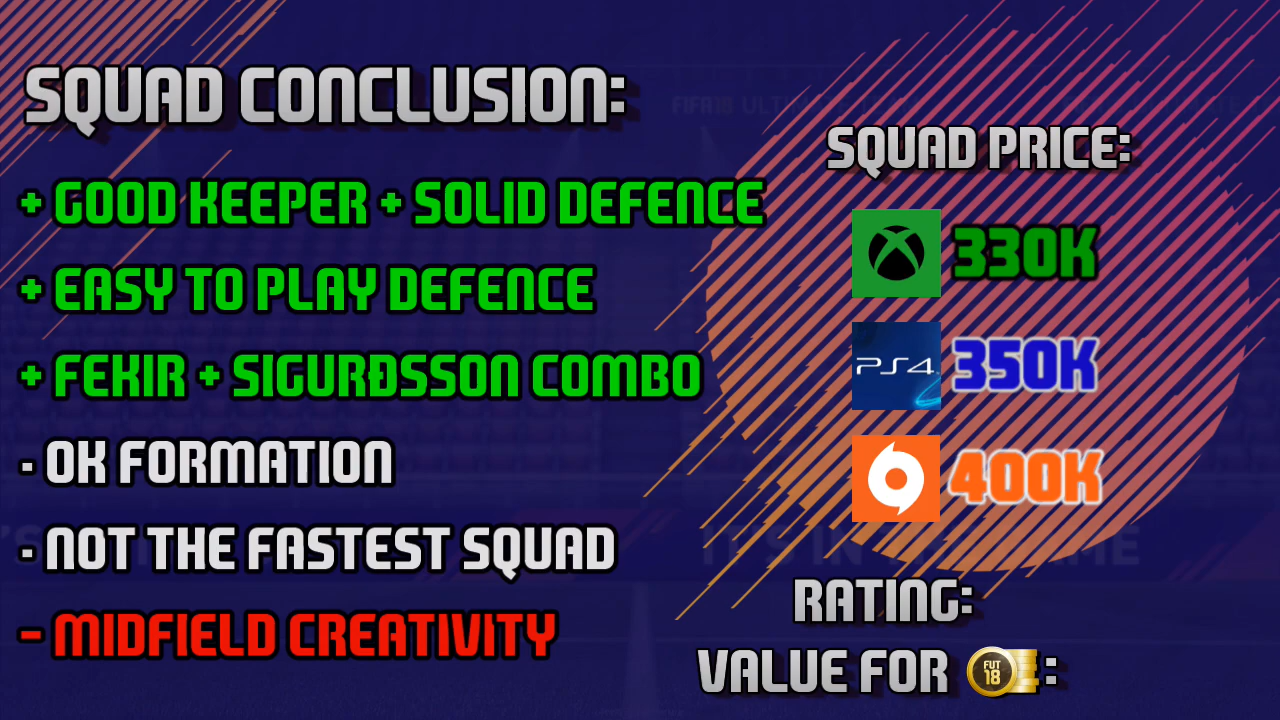 SQUAD CONCLUSION:
+ GOOD KEEPER + SOLID DEFENCE
+ EASY TO PLAY DEFENCE
+ FEKIR + SIGURÐSSON COMBO
· OK FORMATION
· NOT THE FASTEST SQUAD
- MIDFIELD CREATIVITY
SQUAD PRICE:
330K
PS4 350K
400K
RATING:
VALUE FOR FUT 18 :